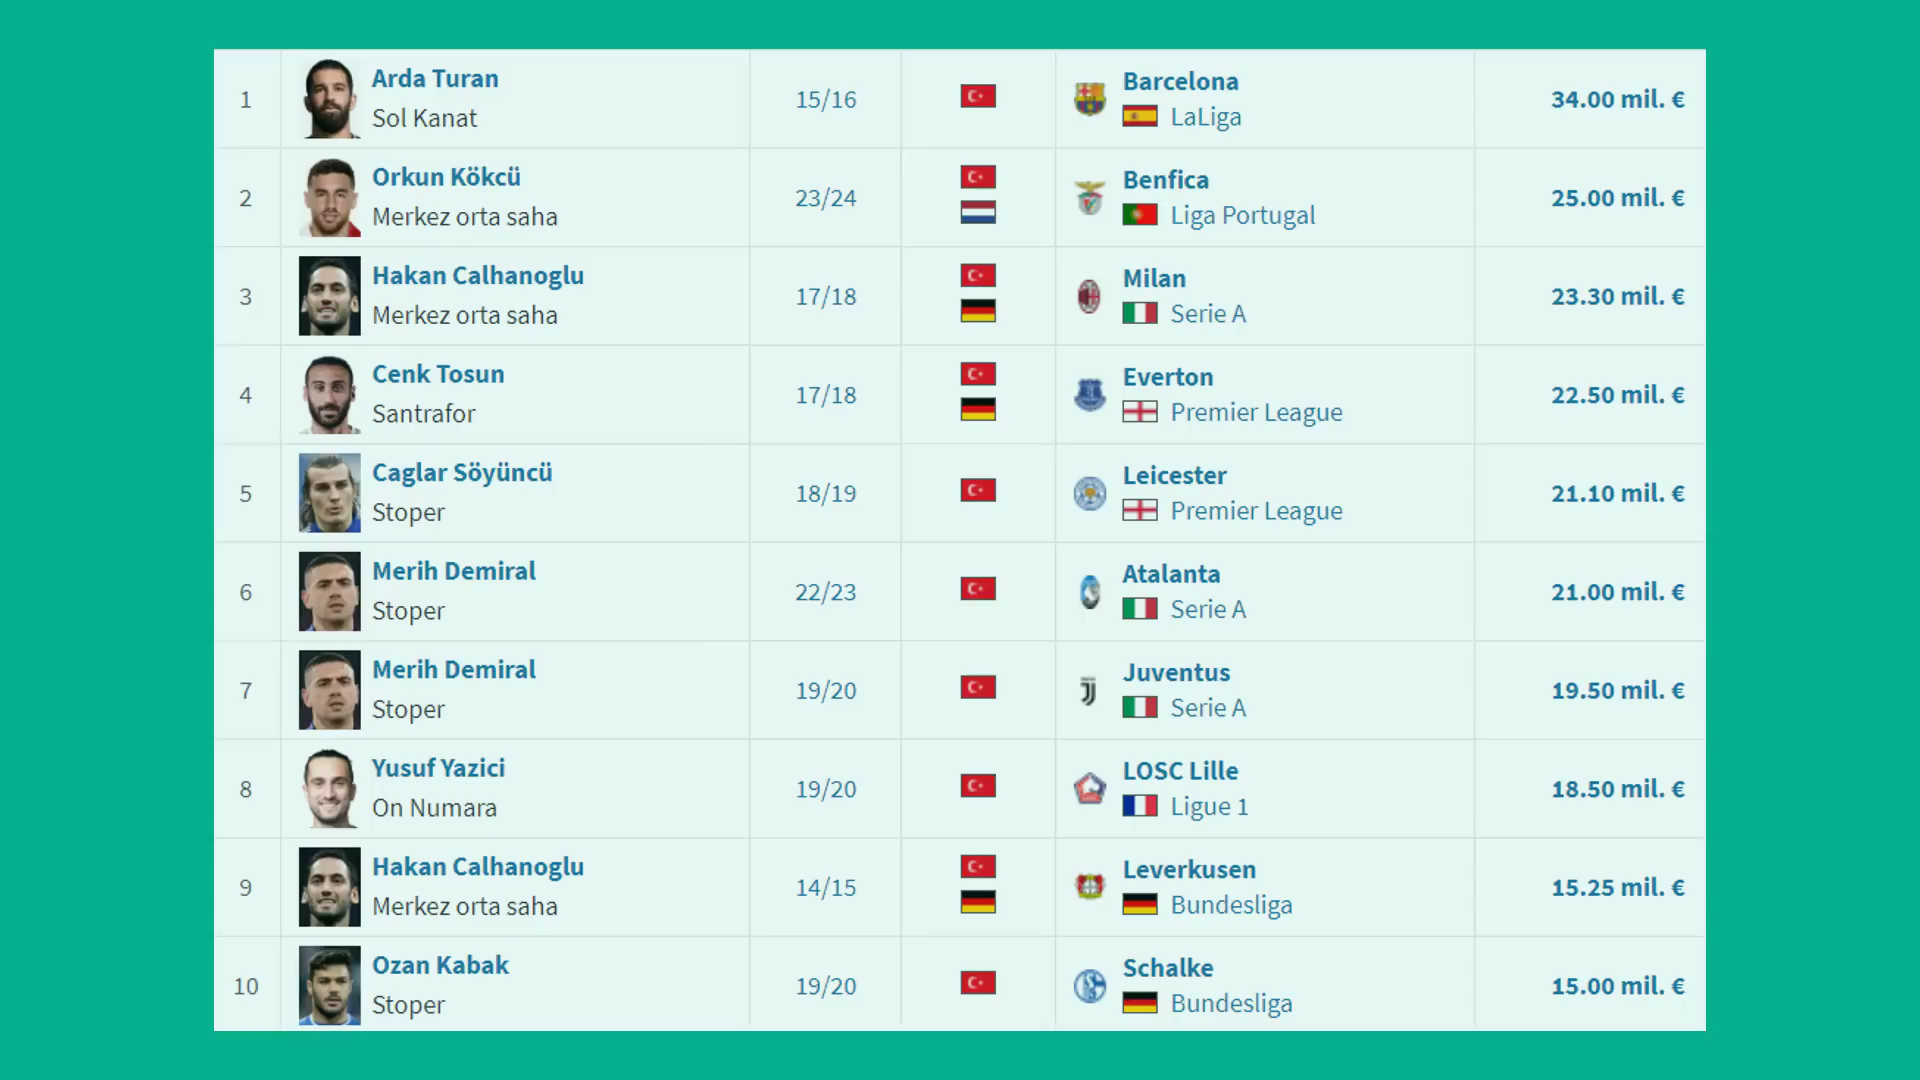 1
Arda Turan
Sol Kanat
15/16
Barcelona
LaLiga
34.00 mil. €
2
Orkun Kökcü
Merkez orta saha
23/24
Benfica
Liga Portugal
25.00 mil. €
3
Hakan Calhanoglu
Merkez orta saha
17/18
Milan
Serie A
23.30 mil. €
4
Cenk Tosun
Santrafor
17/18
Everton
Premier League
22.50 mil. €
5
Caglar Söyüncü
Stoper
18/19
Leicester
Premier League
21.10 mil. €
6
Merih Demiral
Stoper
22/23
Atalanta
Serie A
21.00 mil. €
7
Merih Demiral
Stoper
19/20
Juventus
Serie A
19.50 mil. €
8
Yusuf Yazici
On Numara
19/20
LOSC Lille
Ligue 1
18.50 mil. €
9
Hakan Calhanoglu
Merkez orta saha
14/15
Leverkusen
Bundesliga
15.25 mil. €
10
Ozan Kabak
Stoper
19/20
Schalke
Bundesliga
15.00 mil. €